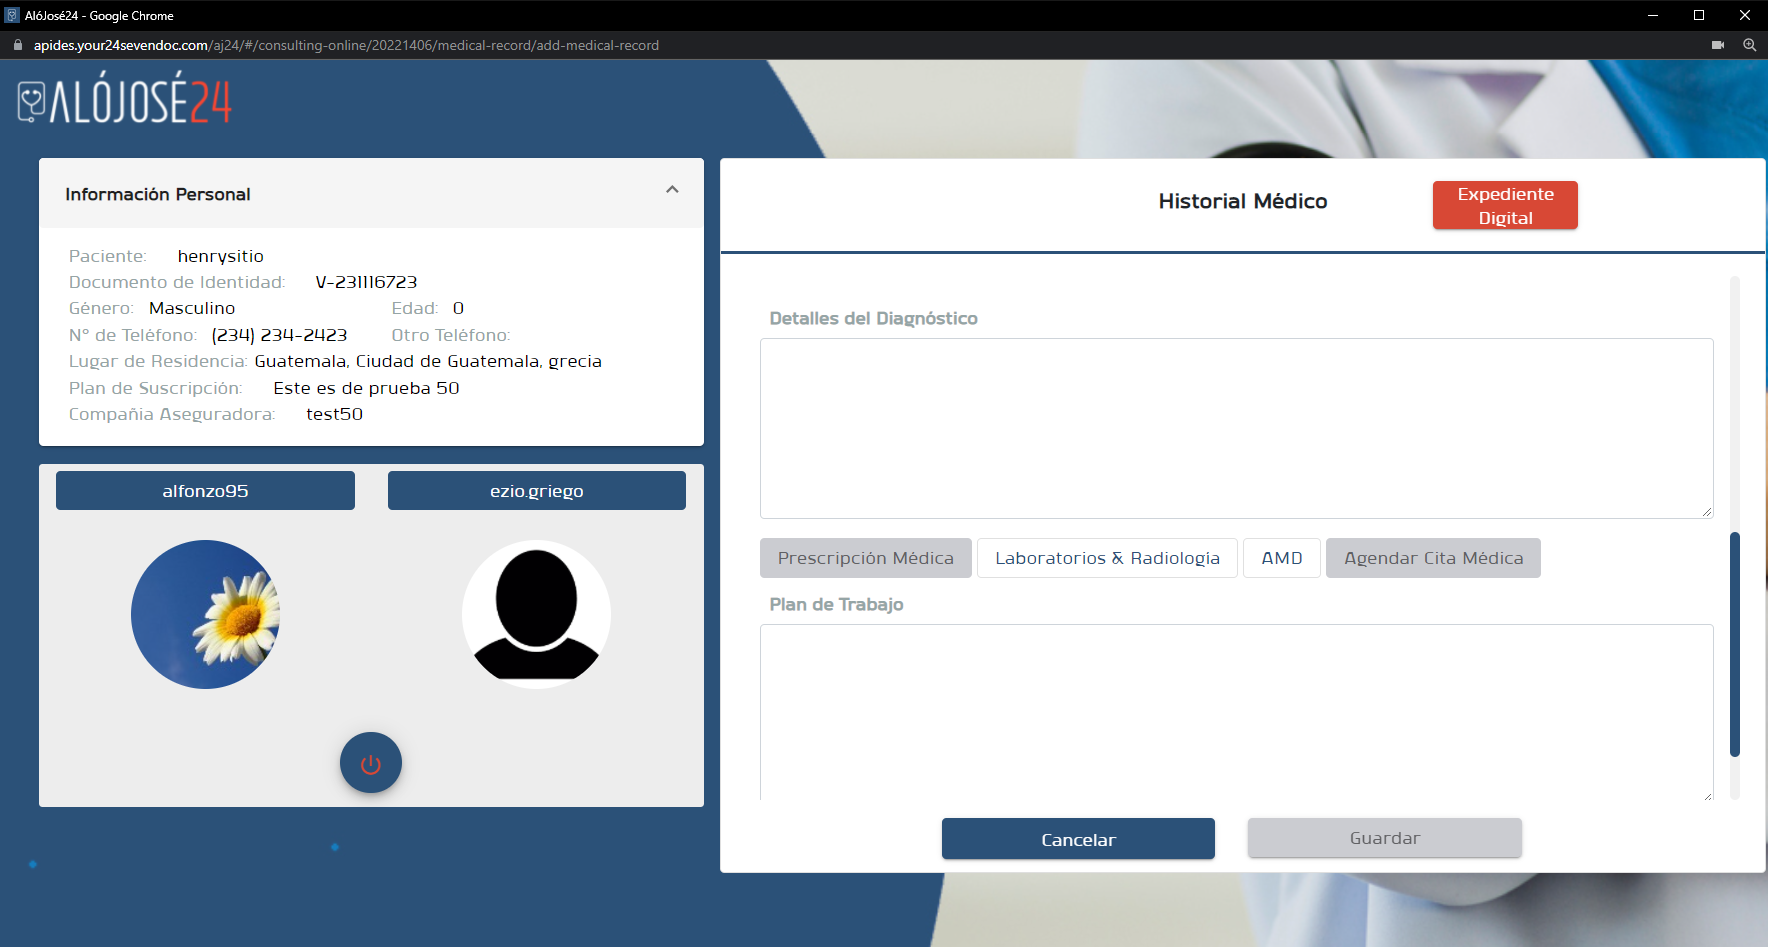 AlóJosé24 - Google Chrome
apides.your24sevendoc.com/aj24/#/consulting-online/20221406/medical-record/add-medical-record
ALÓJOSÉ24
Información Personal
Paciente: henrysitio
Documento de Identidad: V-231116723
Género: Masculino Edad: 0
N° de Teléfono: (234) 234-2423 Otro Teléfono:
Lugar de Residencia: Guatemala, Ciudad de Guatemala, grecia
Plan de Suscripción: Este es de prueba 50
Compañia Aseguradora: test50
alfonzo95 ezio.griego
Historial Médico
Expediente
Digital
Detalles del Diagnóstico
Prescripción Médica Laboratorios & Radiología AMD Agendar Cita Médica
Plan de Trabajo
Cancelar Guardar